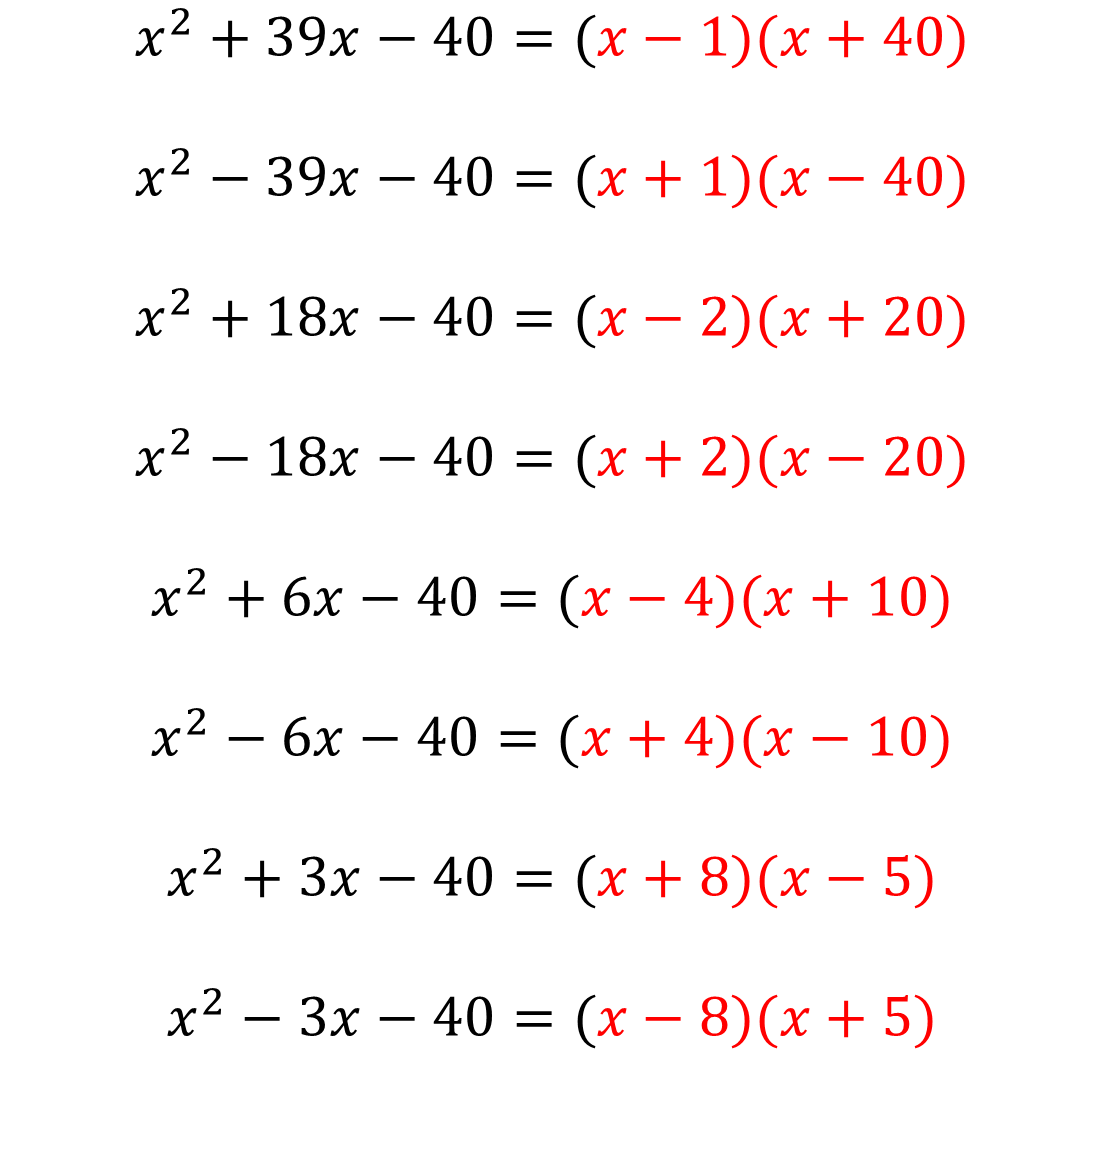 x² + 39x − 40 = (x − 1)(x + 40)
x² − 39x − 40 = (x + 1)(x − 40)
x² + 18x − 40 = (x − 2)(x + 20)
x² − 18x − 40 = (x + 2)(x − 20)
x² + 6x − 40 = (x − 4)(x + 10)
x² − 6x − 40 = (x + 4)(x − 10)
x² + 3x − 40 = (x + 8)(x − 5)
x² − 3x − 40 = (x − 8)(x + 5)